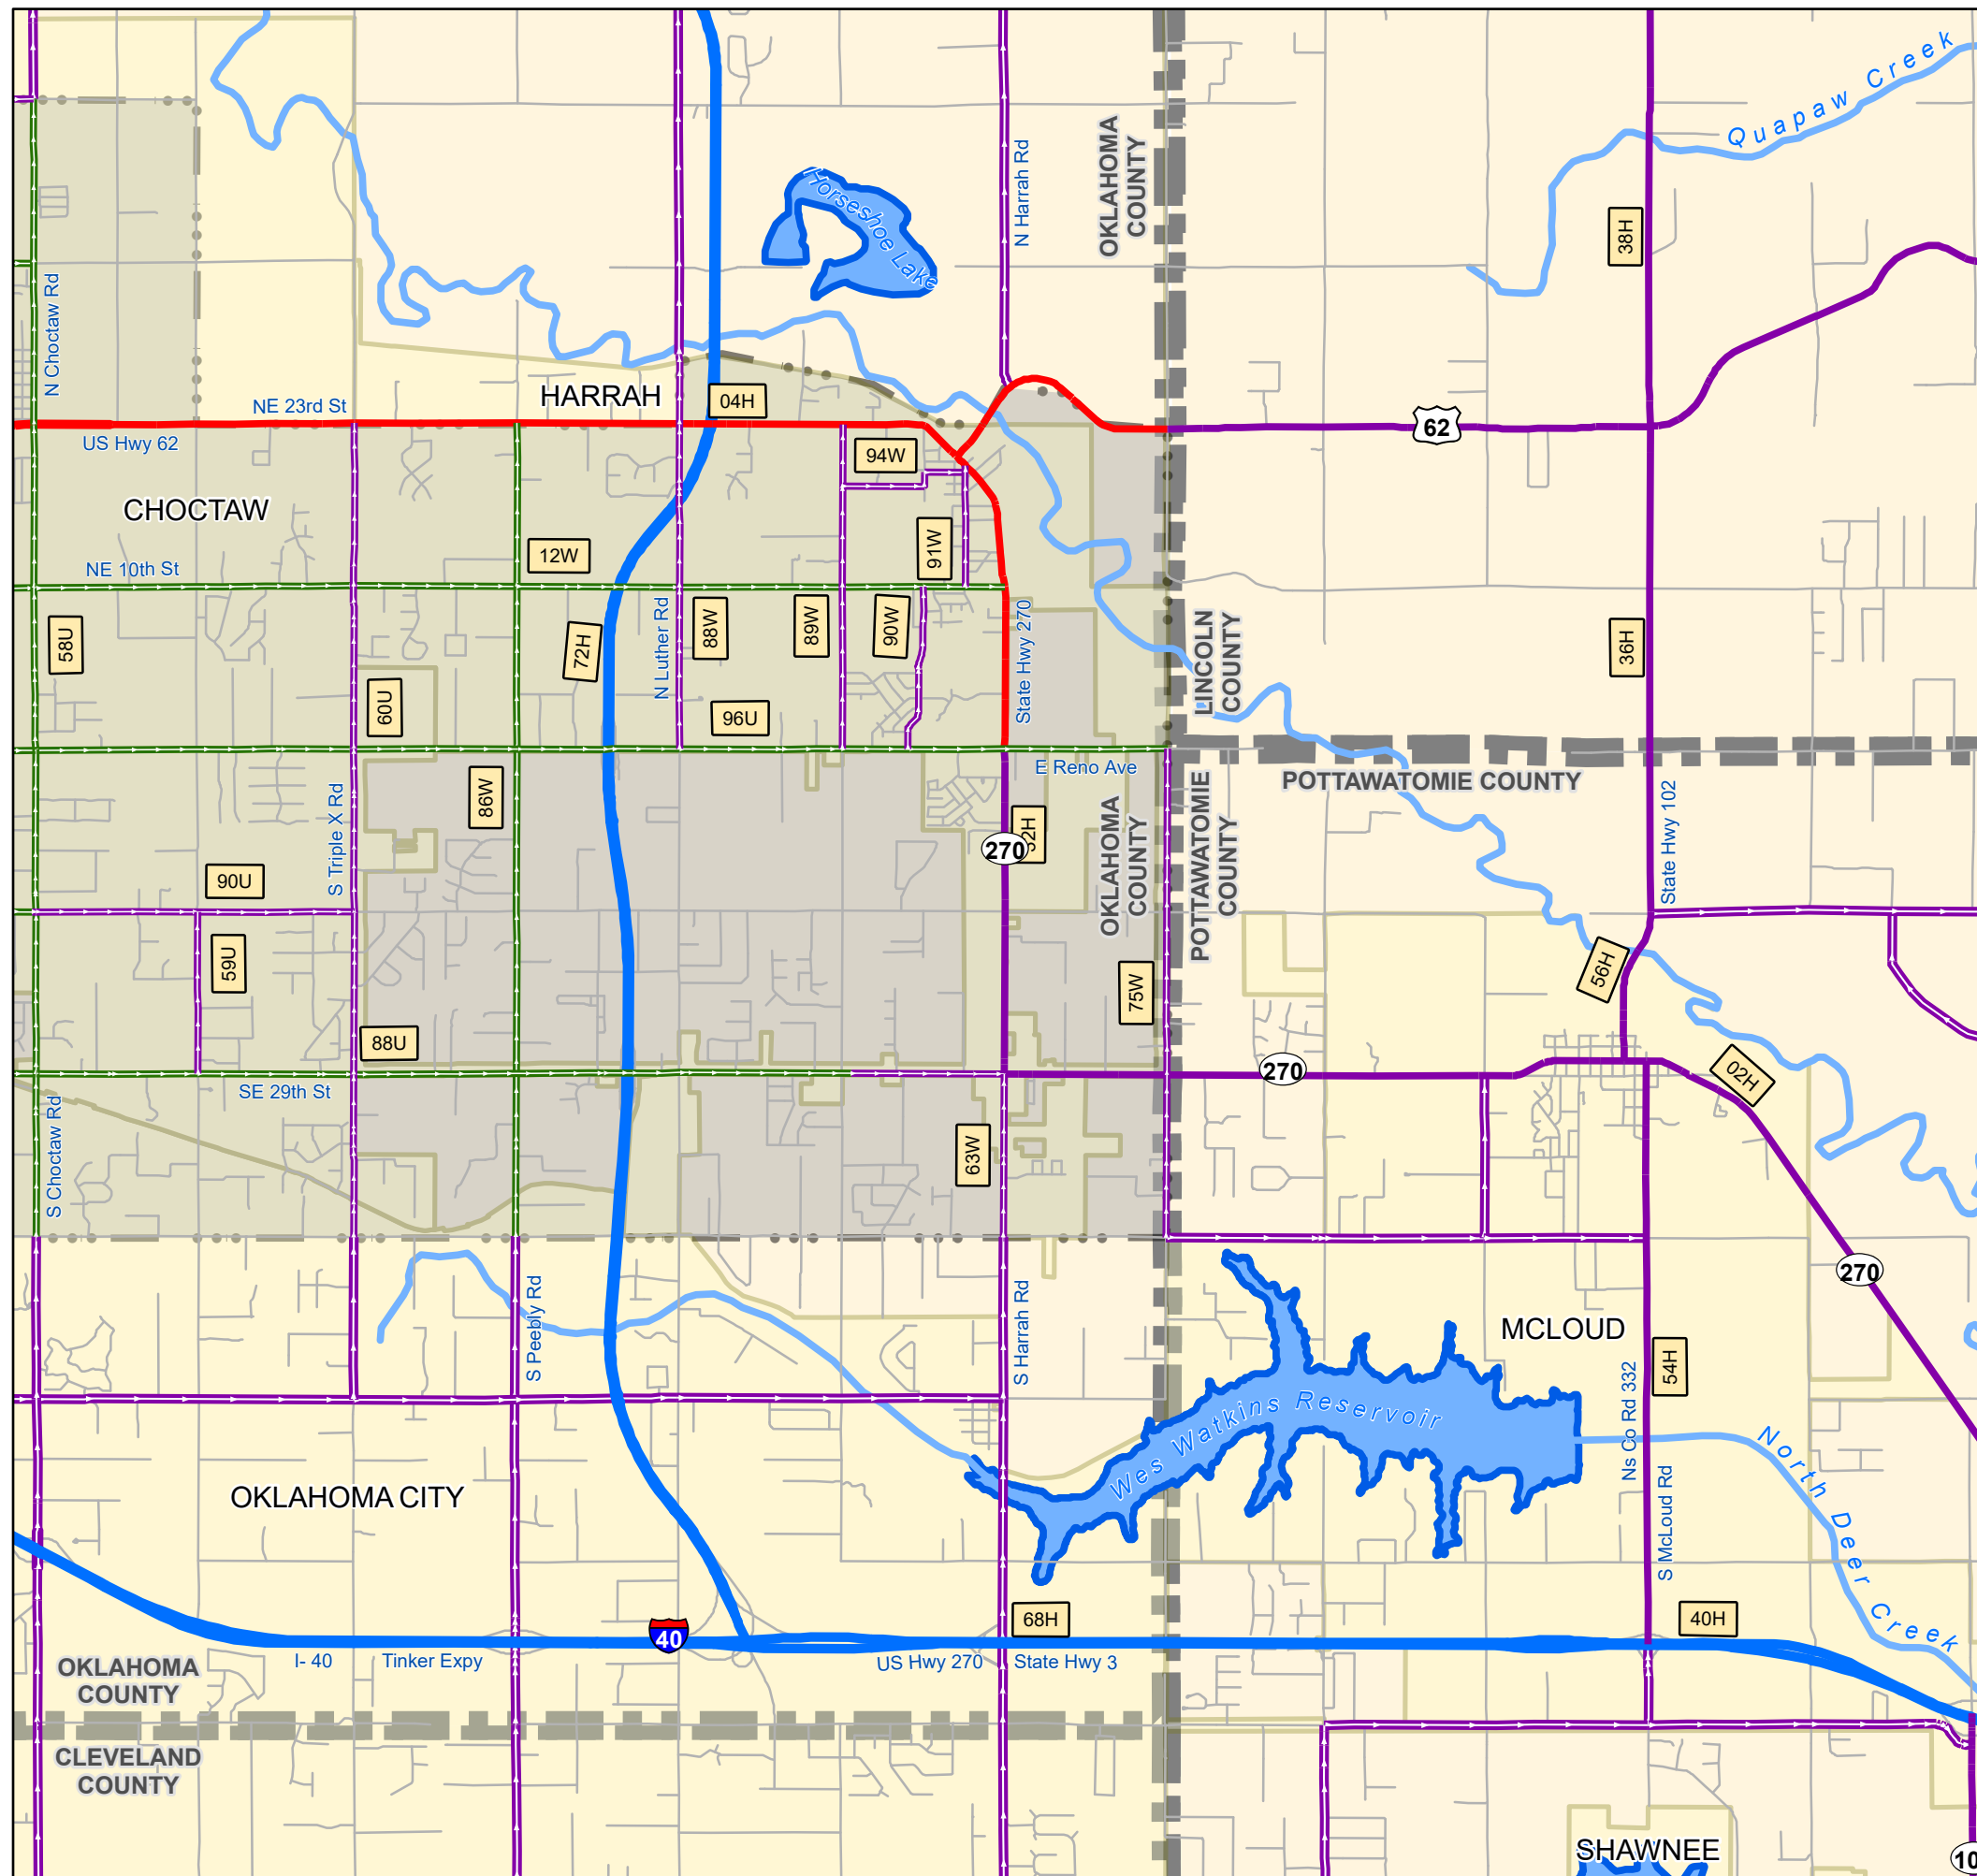 Quapaw Creek
OKLAHOMA
COUNTY
N Harrah Rd
Horseshoe Lake
38H
N Choctaw Rd
HARRAH
04H
NE 23rd St
US Hwy 62
62
94W
CHOCTAW
91W
12W
NE 10th St
58U
72H
N Luther Rd
88W
89W
90W
State Hwy 270
LINCOLN
COUNTY
36H
60U
96U
E Reno Ave
POTTAWATOMIE COUNTY
86W
S Triple X Rd
52H
270
OKLAHOMA
COUNTY
POTTAWATOMIE
COUNTY
State Hwy 102
90U
59U
75W
56H
88U
270
02H
SE 29th St
S Choctaw Rd
63W
270
S Peebly Rd
S Harrah Rd
MCLOUD
54H
Ns Co Rd 332
Wes Watkins Reservoir
OKLAHOMA CITY
S McLoud Rd
North Deer Creek
68H
40H
40
I- 40
Tinker Expy
US Hwy 270
State Hwy 3
OKLAHOMA
COUNTY
CLEVELAND
COUNTY
SHAWNEE
10